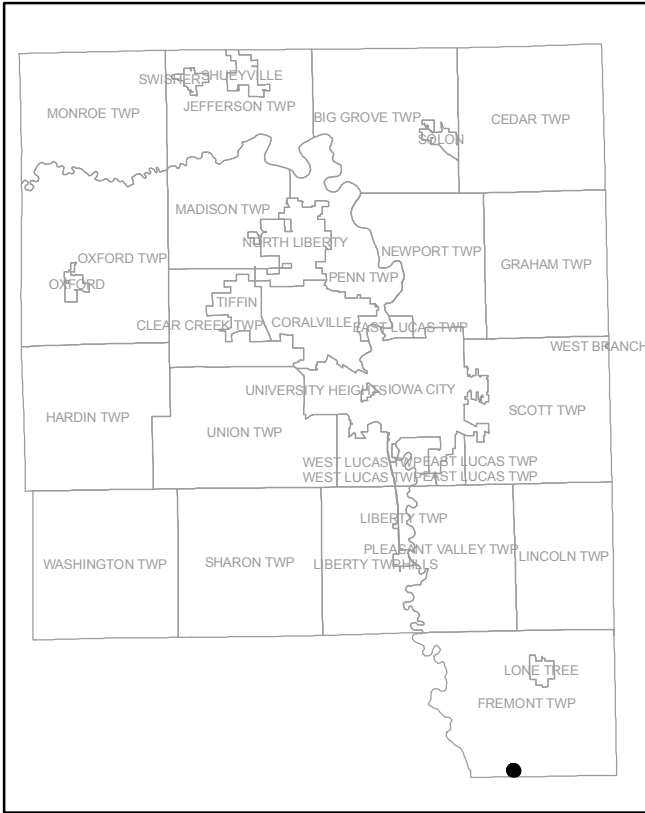 SWISHER
SHUEYVILLE
MONROE TWP
JEFFERSON TWP
BIG GROVE TWP
CEDAR TWP
SOLON
MADISON TWP
NORTH LIBERTY
NEWPORT TWP
OXFORD TWP
GRAHAM TWP
PENN TWP
OXFORD
TIFFIN
CLEAR CREEK TWP
CORALVILLE
EAST LUCAS TWP
WEST BRANCH
UNIVERSITY HEIGHTS
IOWA CITY
HARDIN TWP
SCOTT TWP
UNION TWP
WEST LUCAS TWP
EAST LUCAS TWP
WEST LUCAS TWP
EAST LUCAS TWP
LIBERTY TWP
PLEASANT VALLEY TWP
WASHINGTON TWP
SHARON TWP
LIBERTY TWP
HILLS
LINCOLN TWP
LONE TREE
FREMONT TWP